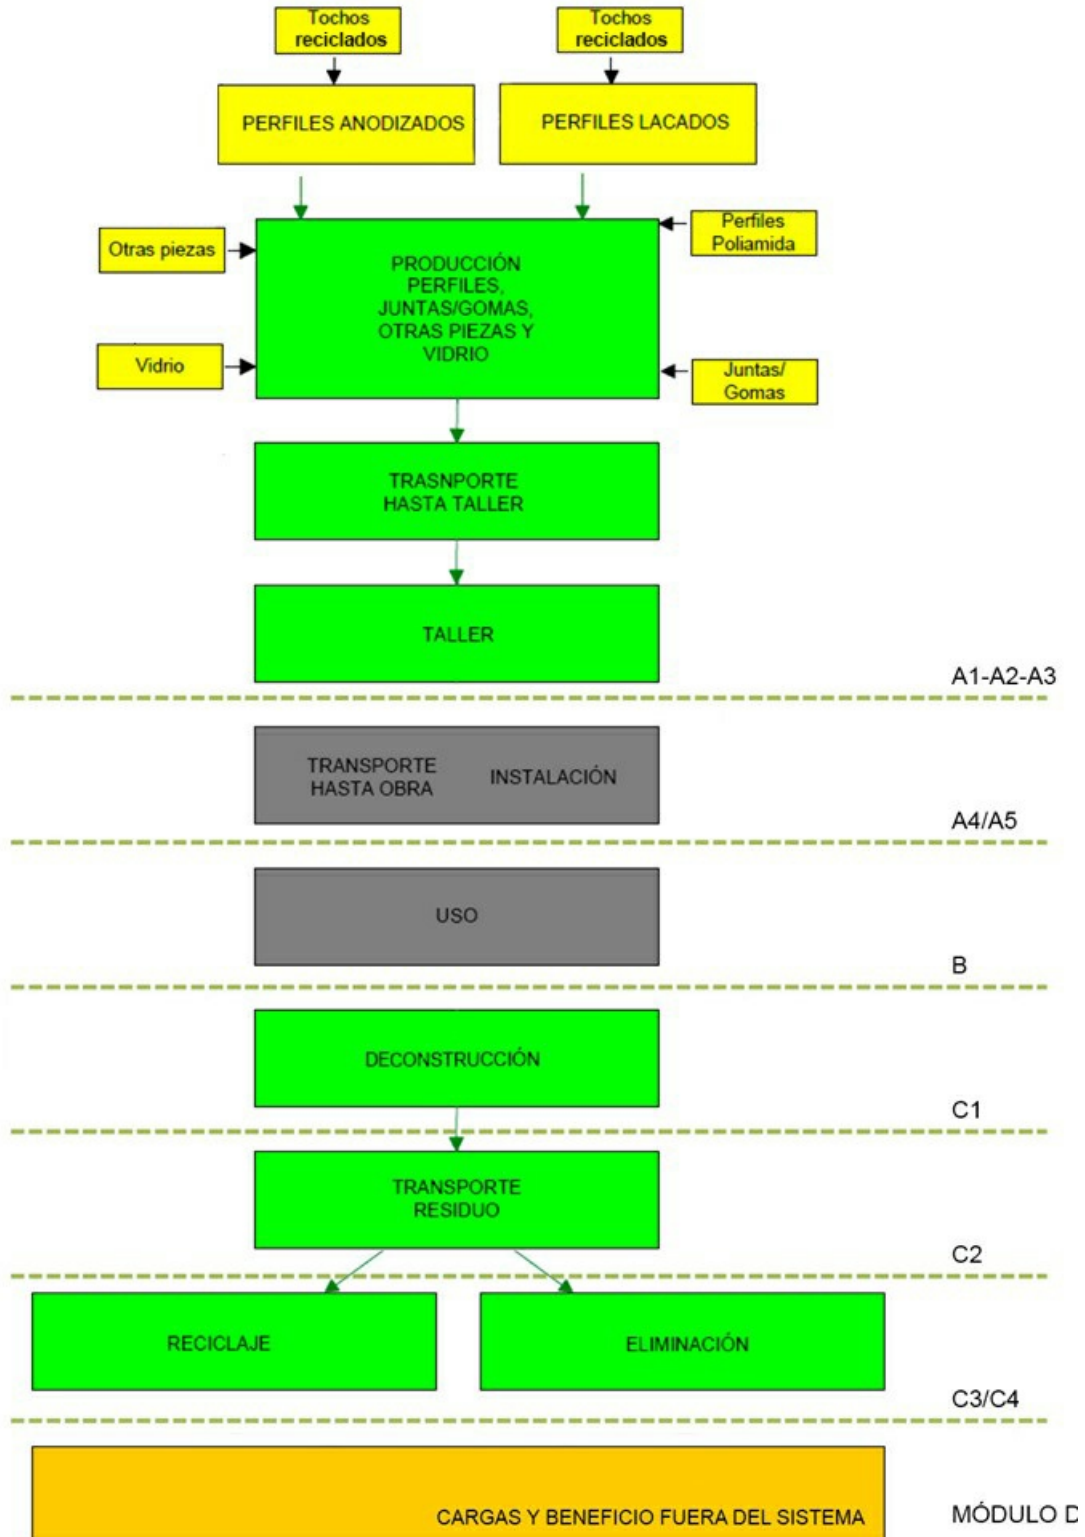 Tochos
reciclados
Tochos
reciclados
PERFILES ANODIZADOS
PERFILES LACADOS
Otras piezas
Vidrio
PRODUCCIÓN
PERFILES,
JUNTAS/GOMAS,
OTRAS PIEZAS Y
VIDRIO
Perfiles
Poliamida
Juntas/
Gomas
TRASNPORTE
HASTA TALLER
TALLER
A1-A2-A3
TRANSPORTE
HASTA OBRA
INSTALACIÓN
A4/A5
USO
B
DECONSTRUCCIÓN
C1
TRANSPORTE
RESIDUO
C2
RECICLAJE
ELIMINACIÓN
C3/C4
CARGAS Y BENEFICIO FUERA DEL SISTEMA
MÓDULO D